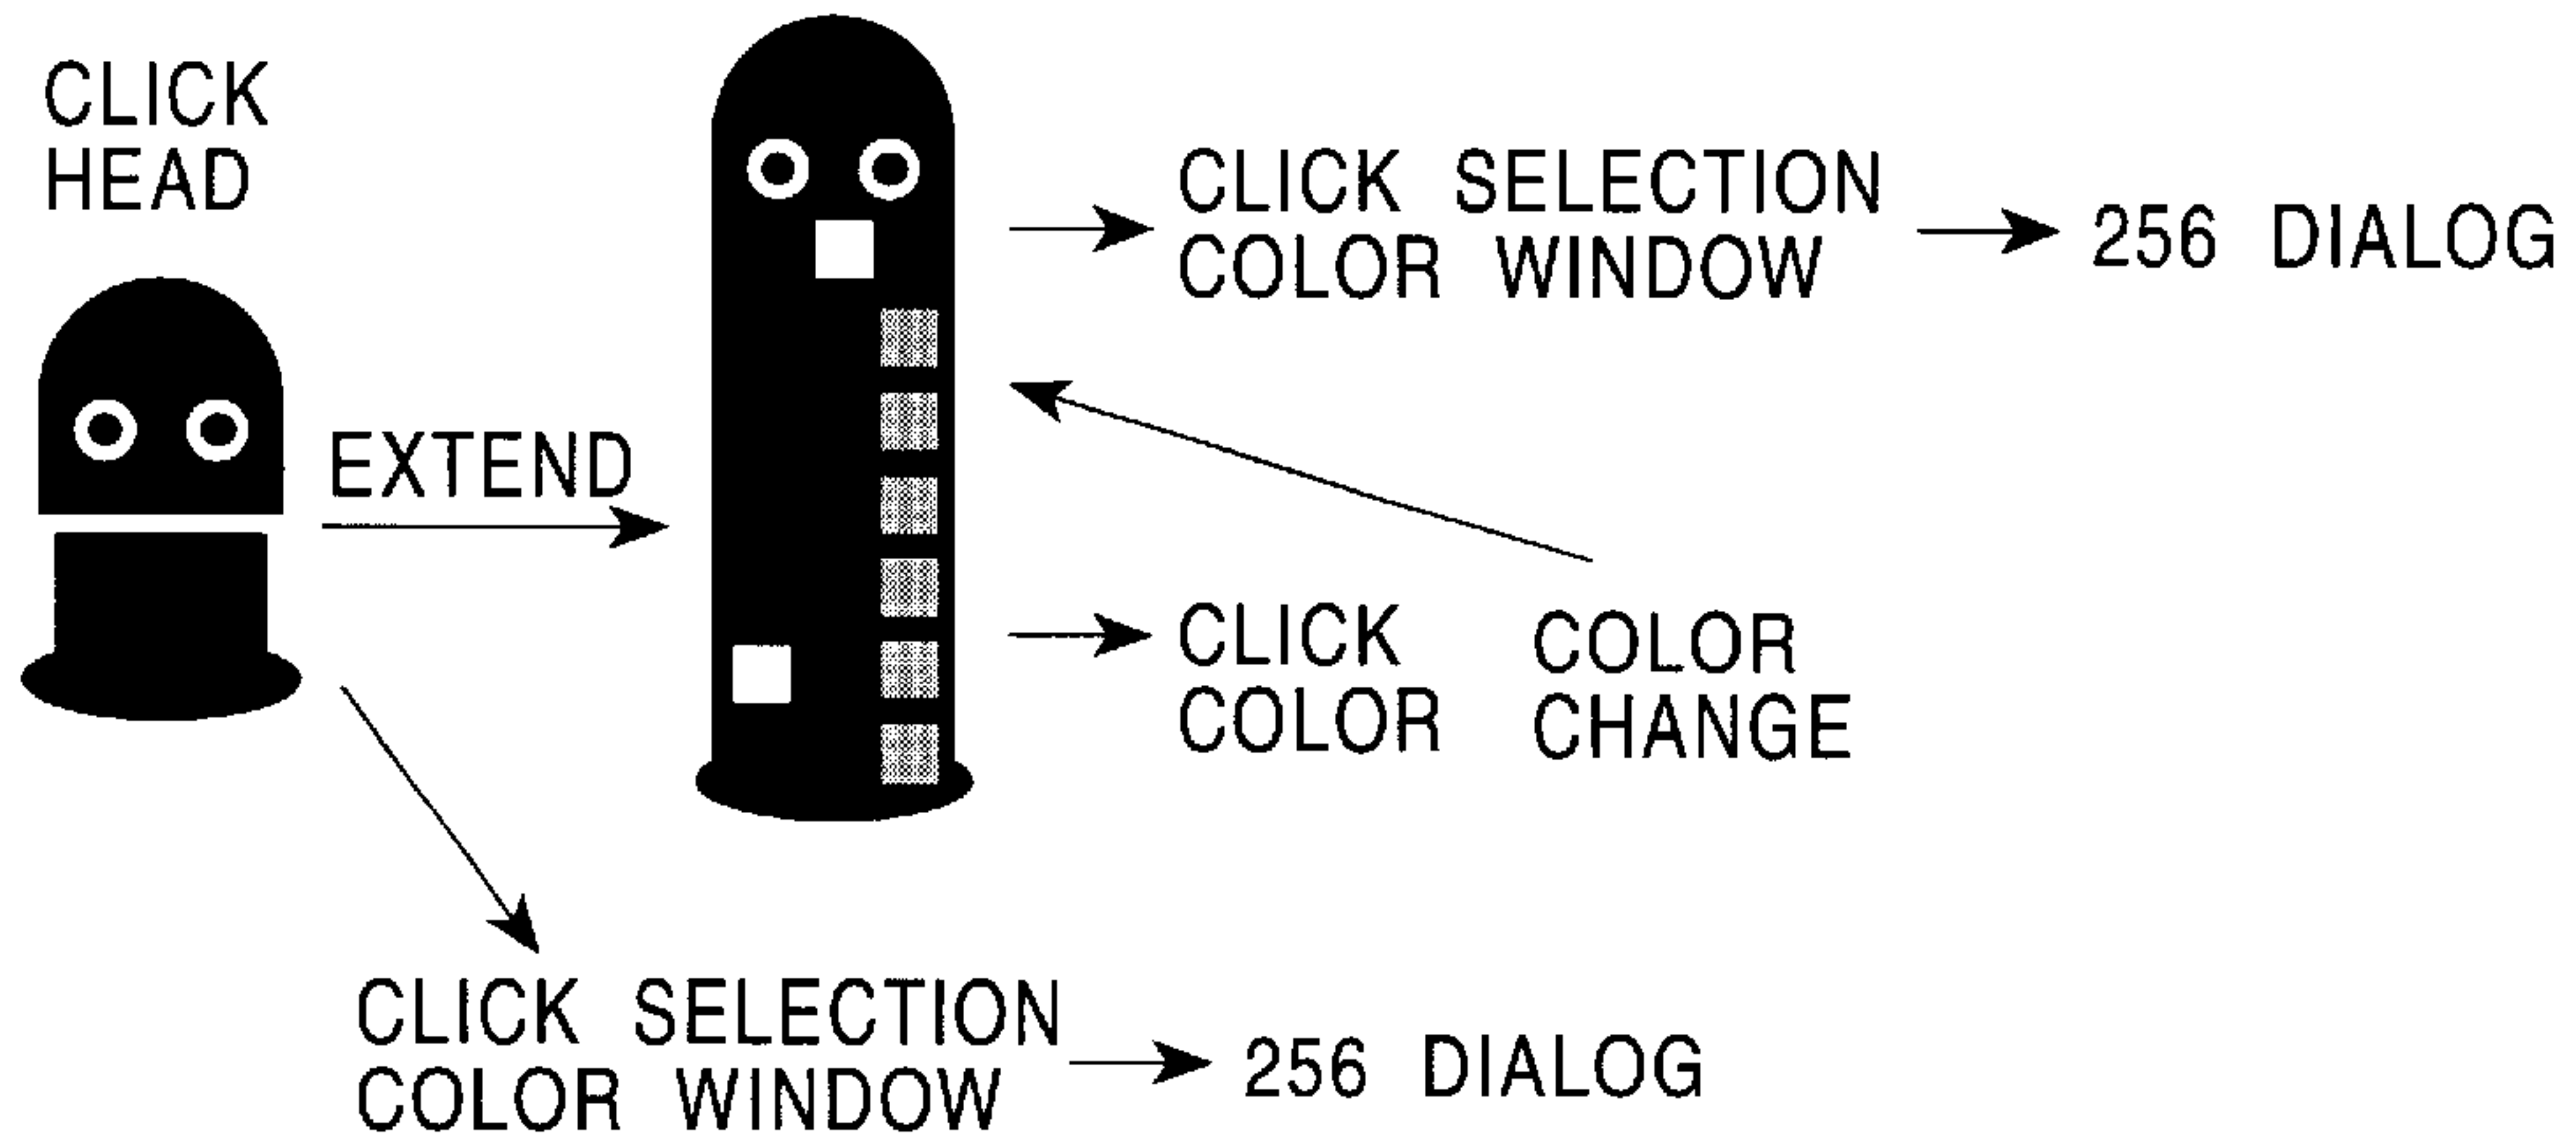 CLICK
HEAD
EXTEND
CLICK SELECTION
COLOR WINDOW
256 DIALOG
CLICK
COLOR
COLOR
CHANGE
CLICK SELECTION
COLOR WINDOW
256 DIALOG